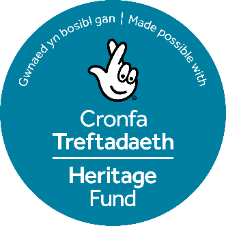 Gwnaed yn bosibl gan | Made possible with
Cronfa
Treftadaeth
Heritage
Fund